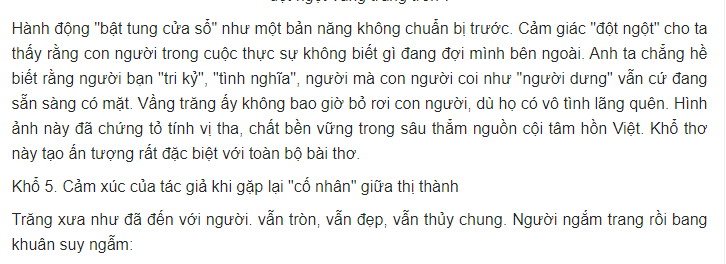 Hành động "bật tung cửa sổ" như một bản năng không chuẩn bị trước. Cảm giác "đột ngột" cho ta
thấy rằng con người trong cuộc thực sự không biết gì đang đợi mình bên ngoài. Anh ta chẳng hề
biết rằng người bạn "tri kỷ", "tình nghĩa", người mà con người coi như "người dưng" vẫn cứ đang
sẵn sàng có mặt. Vầng trăng ấy không bao giờ bỏ rơi con người, dù họ có vô tình lãng quên. Hình
ảnh này đã chứng tỏ tính vị tha, chất bền vững trong sâu thẳm nguồn cội tâm hồn Việt. Khổ thơ
này tạo ấn tượng rất đặc biệt với toàn bộ bài thơ.
Khổ 5. Cảm xúc của tác giả khi gặp lại "cố nhân" giữa thị thành
Trăng xưa như đã đến với người. vẫn tròn, vẫn đẹp, vẫn thủy chung. Người ngắm trang rồi bang
khuân suy ngẫm: